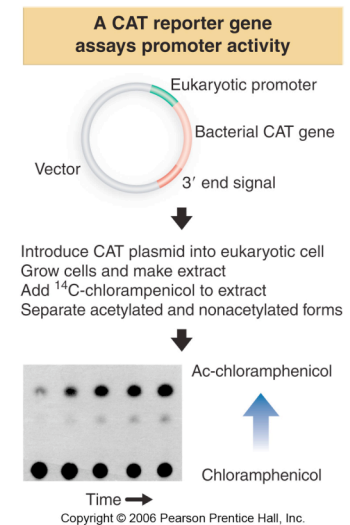 A CAT reporter gene
assays promoter activity
Eukaryotic promoter
Bacterial CAT gene
Vector
3′ end signal
Introduce CAT plasmid into eukaryotic cell
Grow cells and make extract
Add ¹⁴C-chlorampenicol to extract
Separate acetylated and nonacetylated forms
Ac-chloramphenicol
Chloramphenicol
Time
Copyright © 2006 Pearson Prentice Hall, Inc.